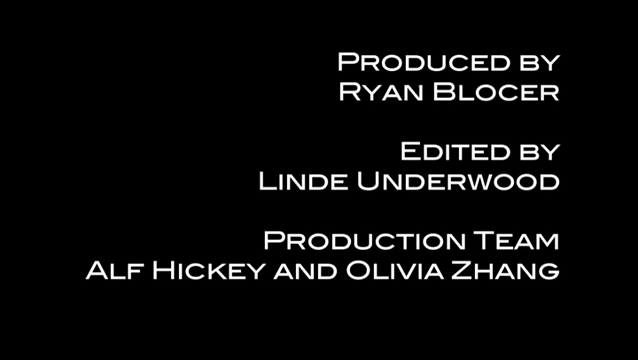 Produced by
Ryan Blocer
Edited by
Linde Underwood
Production Team
Alf Hickey and Olivia Zhang